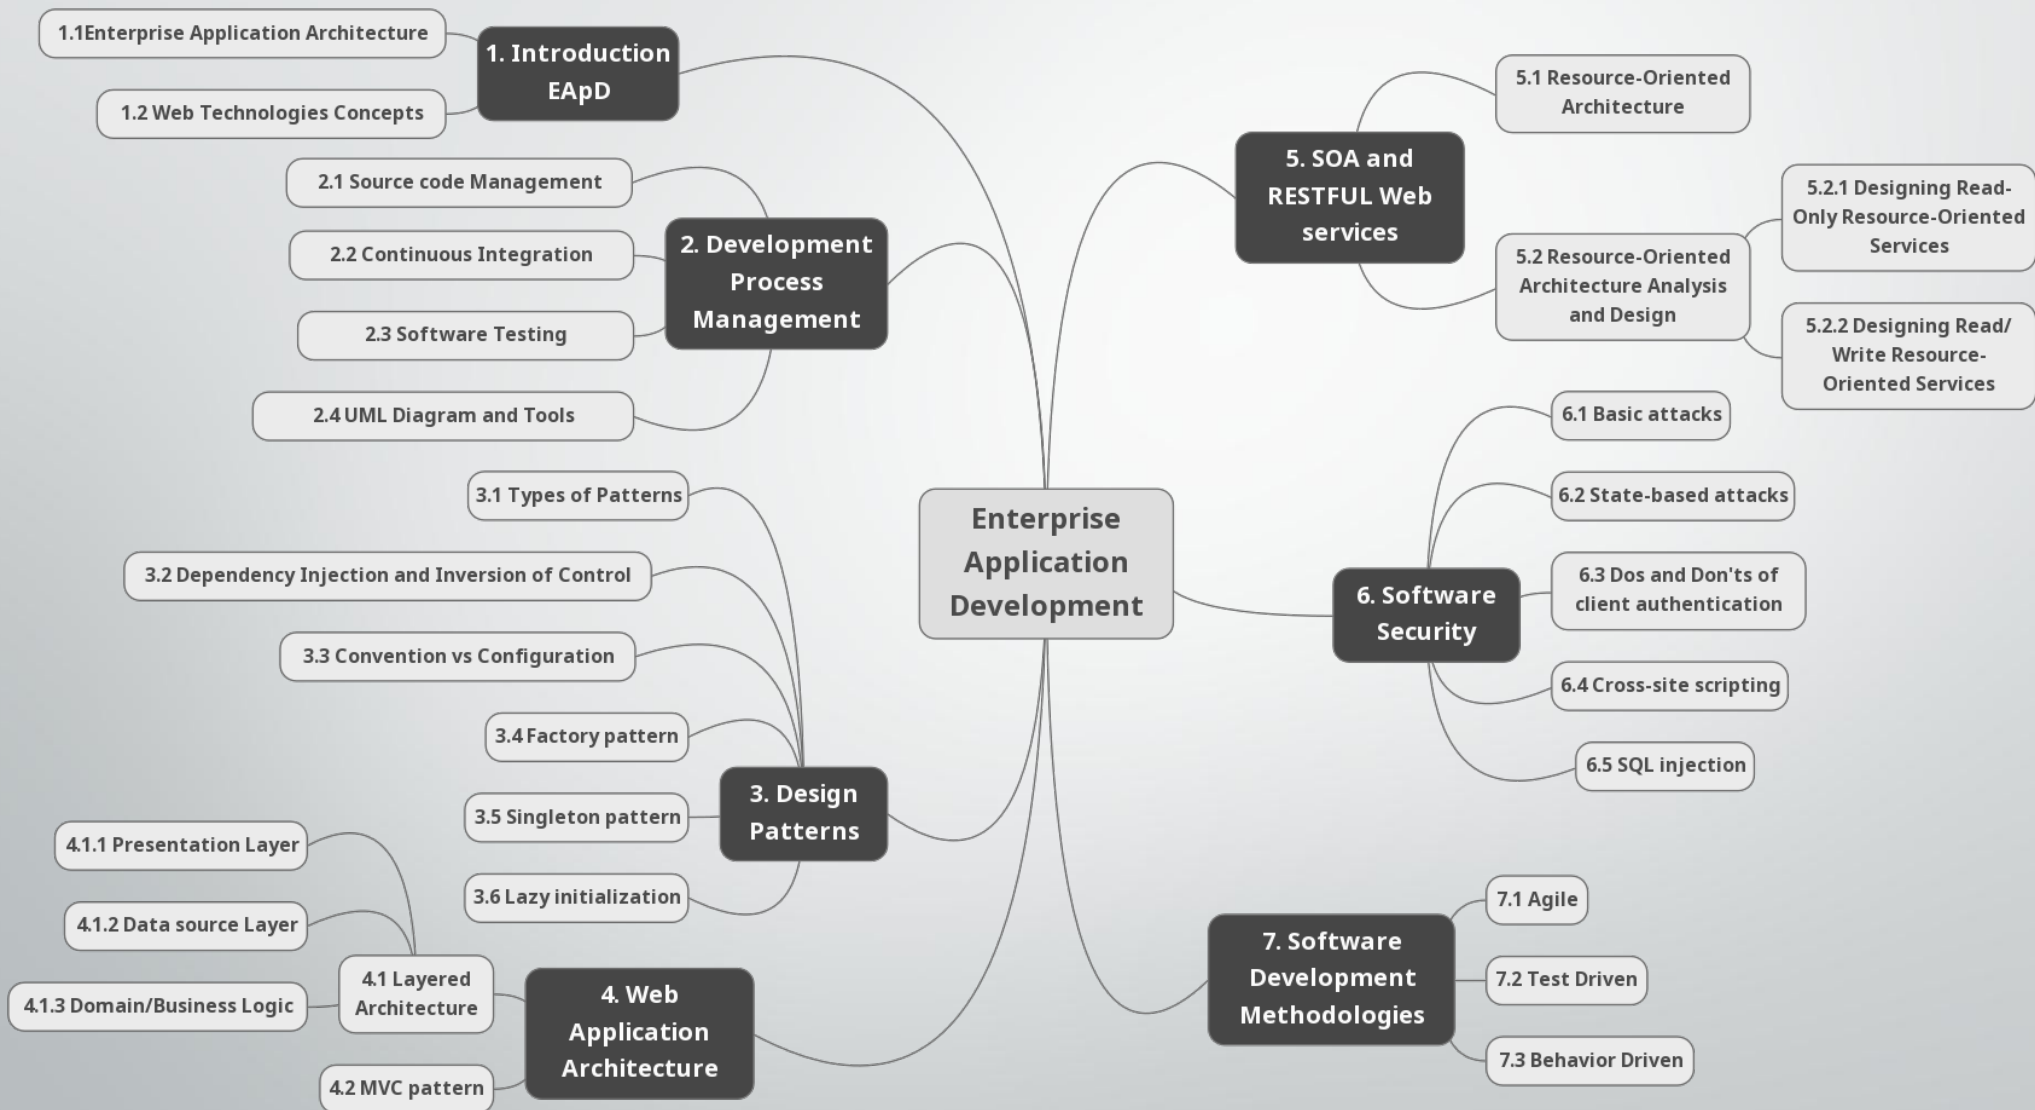 Enterprise
Application
Development
1. Introduction
EApD
1.1Enterprise Application Architecture
1.2 Web Technologies Concepts
2. Development
Process
Management
2.1 Source code Management
2.2 Continuous Integration
2.3 Software Testing
2.4 UML Diagram and Tools
3. Design
Patterns
3.1 Types of Patterns
3.2 Dependency Injection and Inversion of Control
3.3 Convention vs Configuration
3.4 Factory pattern
3.5 Singleton pattern
3.6 Lazy initialization
4. Web
Application
Architecture
4.1 Layered
Architecture
4.1.1 Presentation Layer
4.1.2 Data source Layer
4.1.3 Domain/Business Logic
4.2 MVC pattern
5. SOA and
RESTFUL Web
services
5.1 Resource-Oriented
Architecture
5.2 Resource-Oriented
Architecture Analysis
and Design
5.2.1 Designing Read-
Only Resource-Oriented
Services
5.2.2 Designing Read/
Write Resource-
Oriented Services
6. Software
Security
6.1 Basic attacks
6.2 State-based attacks
6.3 Dos and Don'ts of
client authentication
6.4 Cross-site scripting
6.5 SQL injection
7. Software
Development
Methodologies
7.1 Agile
7.2 Test Driven
7.3 Behavior Driven